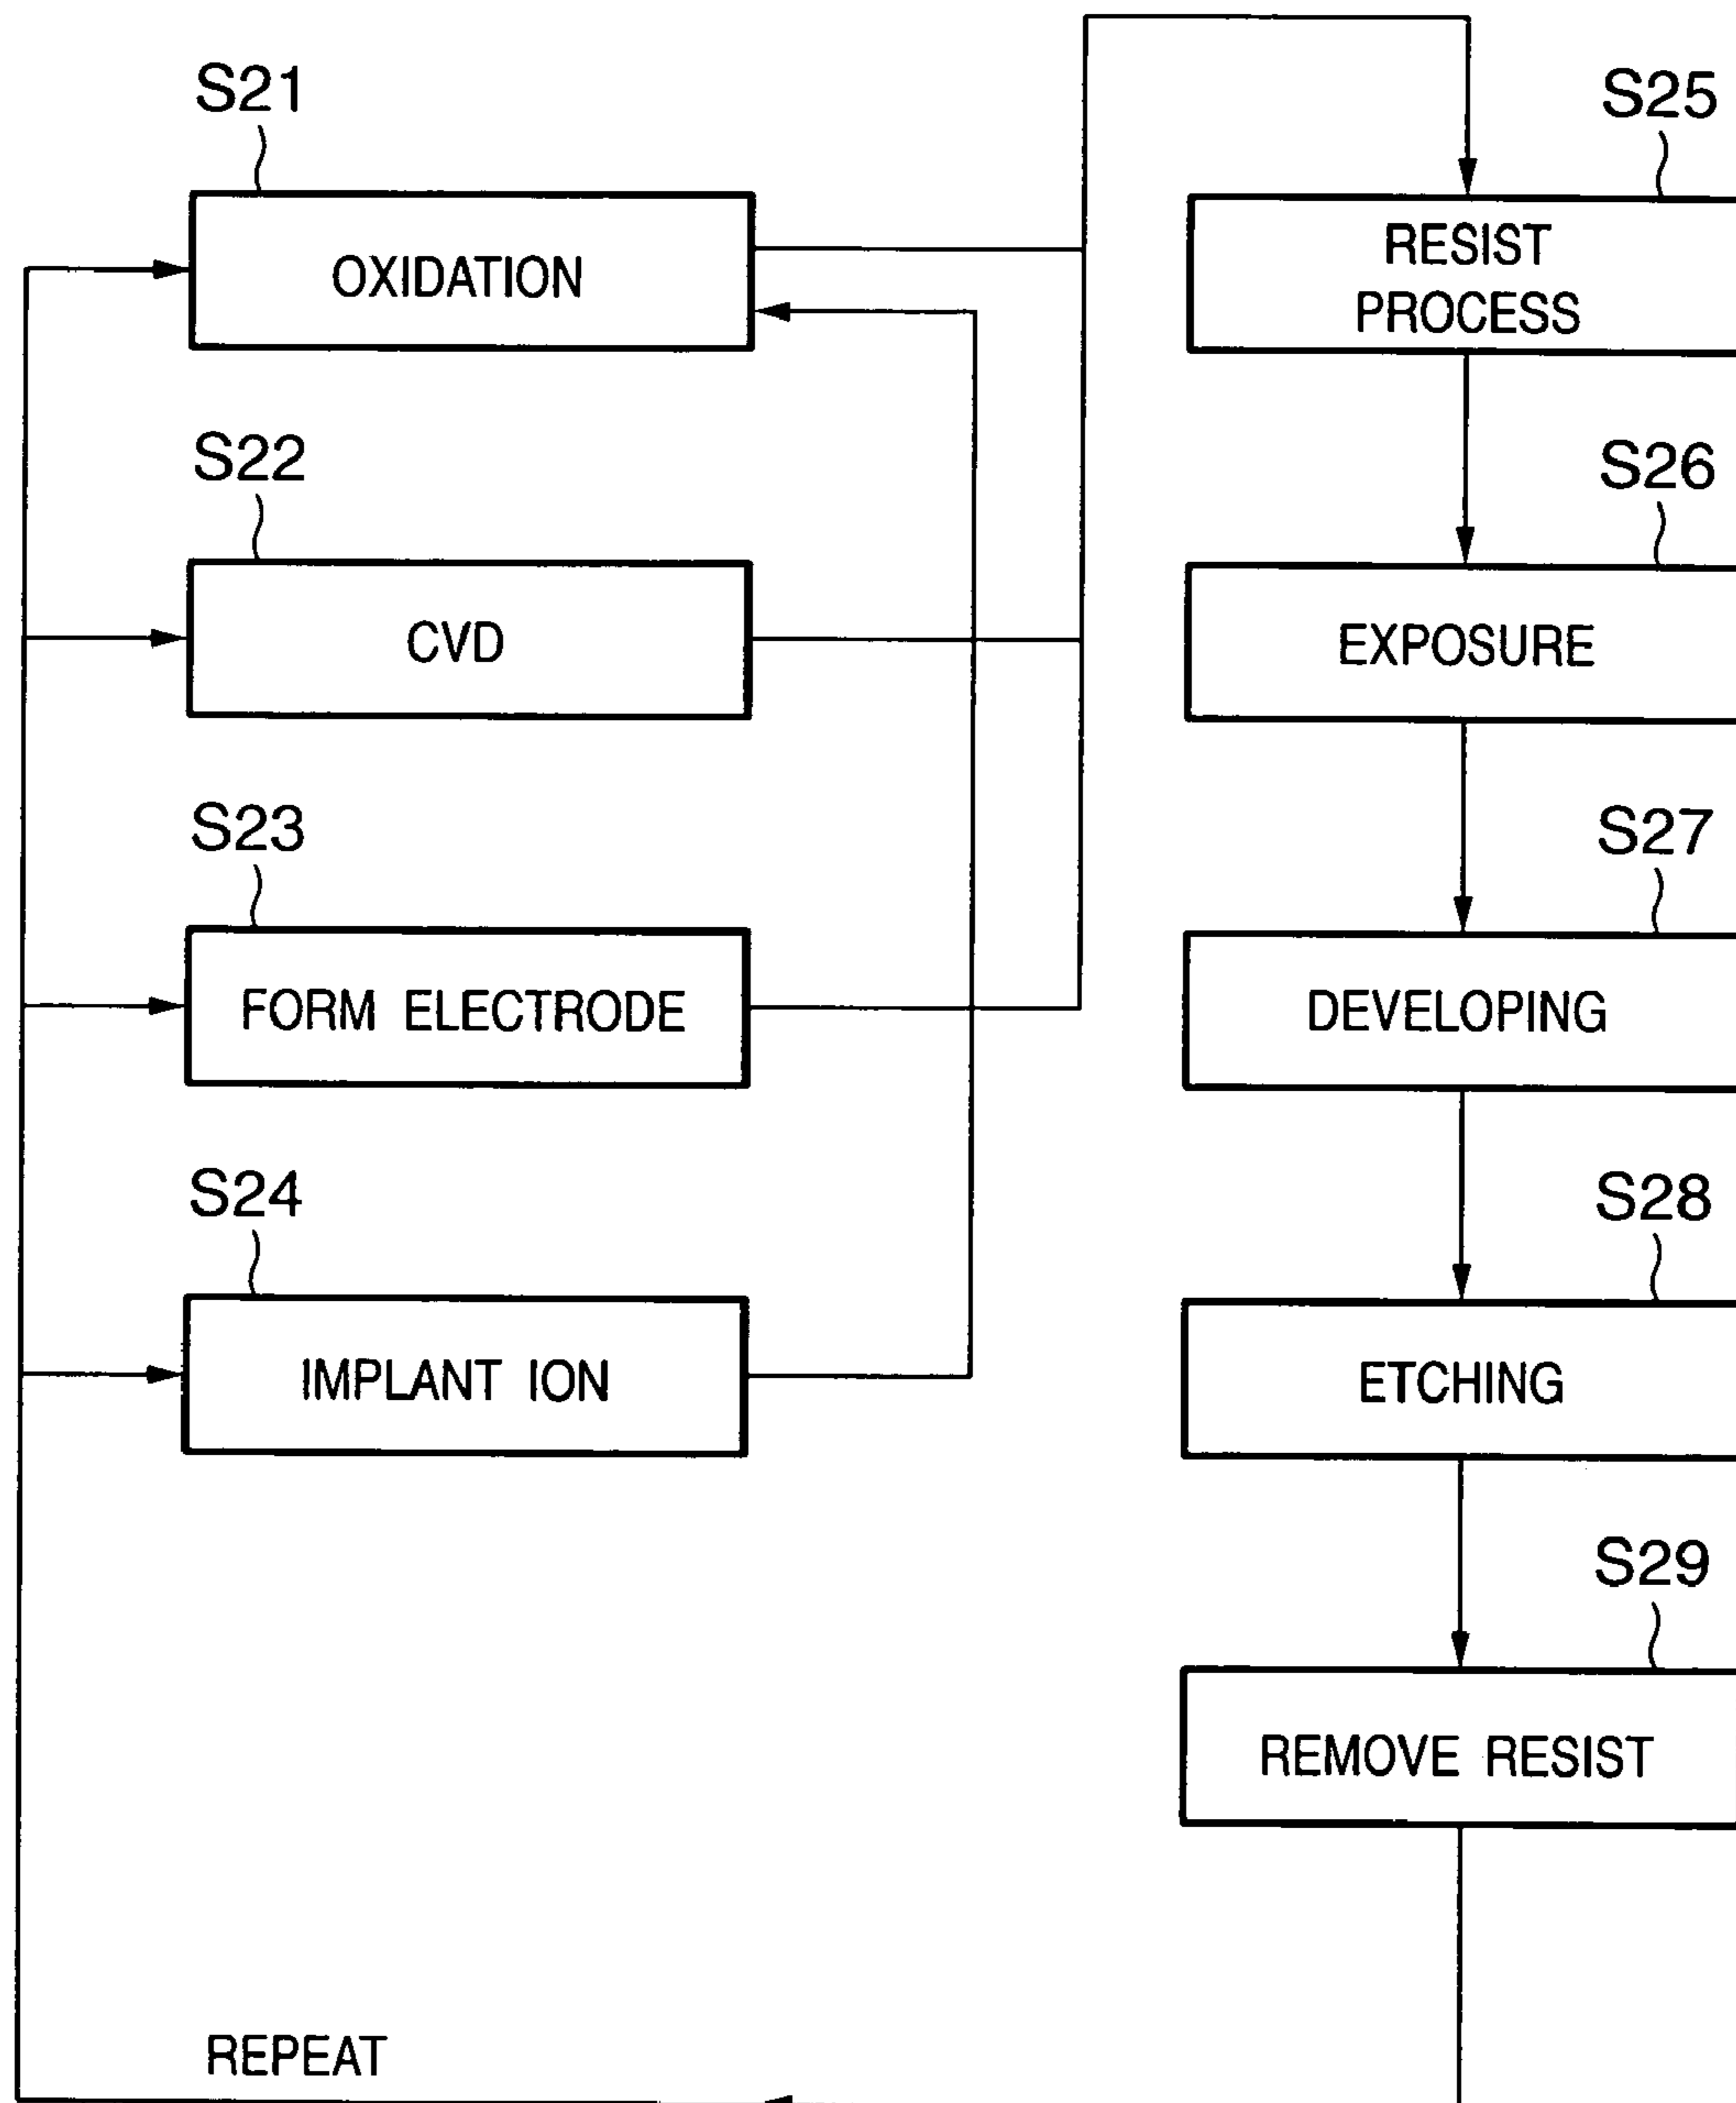 S21
OXIDATION
S22
CVD
S23
FORM ELECTRODE
S24
IMPLANT ION
S25
RESIST
PROCESS
S26
EXPOSURE
S27
DEVELOPING
S28
ETCHING
S29
REMOVE RESIST
REPEAT